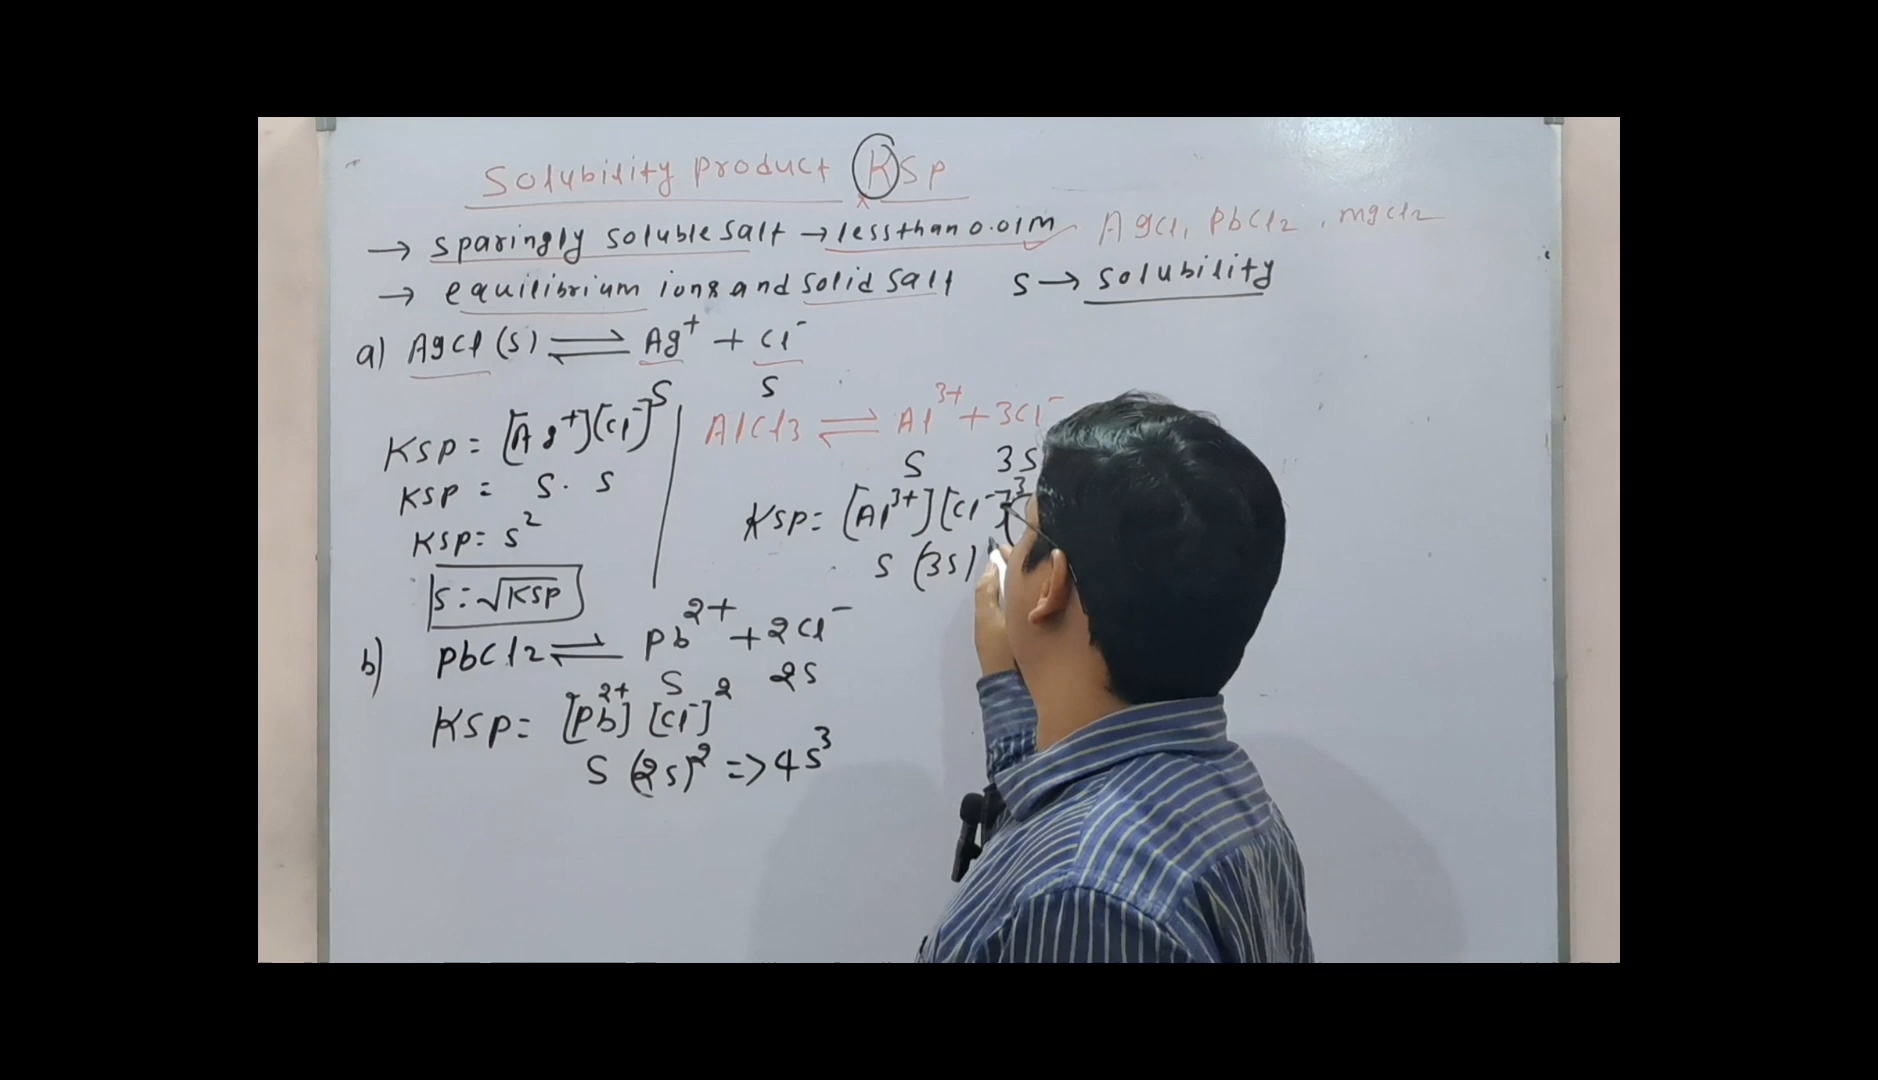 Solubility product Ksp
→ sparingly soluble salt → less than 0.01M AgCl, PbCl2, mgcl2
→ equilibrium ions and solid salt S → solubility
a) AgCl (s) ⇌ Ag⁺ + Cl⁻
S S
Ksp = [Ag⁺][Cl⁻]
Ksp = S. S
Ksp = S²
S = √Ksp
AlCl3 ⇌ Al³⁺ + 3Cl⁻
S 3S
Ksp = [Al³⁺][Cl⁻]³
S (3S)
b) PbCl2 ⇌ Pb²⁺ + 2Cl⁻
S 2S
Ksp = [Pb²⁺] [Cl⁻]²
S (2S)² => 4S³